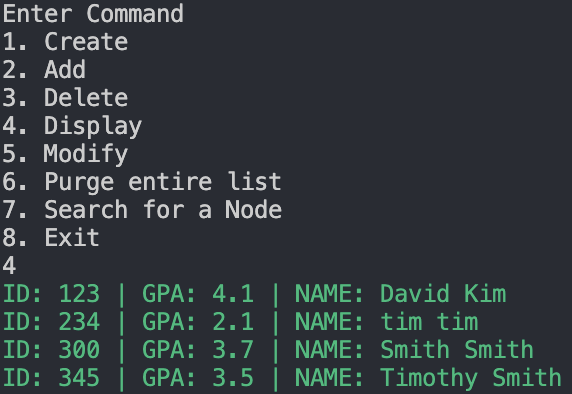 Enter Command
1. Create
2. Add
3. Delete
4. Display
5. Modify
6. Purge entire list
7. Search for a Node
8. Exit
4
ID: 123 | GPA: 4.1 | NAME: David Kim
ID: 234 | GPA: 2.1 | NAME: tim tim
ID: 300 | GPA: 3.7 | NAME: Smith Smith
ID: 345 | GPA: 3.5 | NAME: Timothy Smith